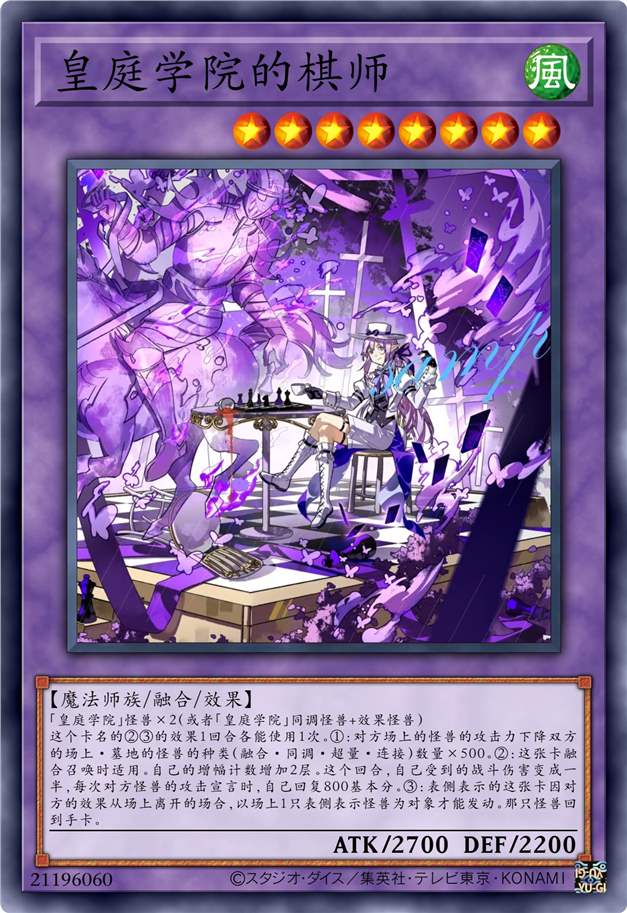 皇庭学院的棋师
風
samp
【魔法师族/融合/效果】
「皇庭学院」怪兽×2(或者「皇庭学院」同调怪兽+效果怪兽)
这个卡名的②③的效果1回合各能使用1次。①:对方场上的怪兽的攻击力下降双
方的场上・墓地的怪兽的种类(融合・同调・超量・连接)数量×500。②:这张卡融
合召唤时适用。自己的增幅计数增加2层。这个回合,自己受到的战斗伤害变成一
半,每次对方怪兽的攻击宣言时,自己回复800基本分。③:表侧表示的这张卡因对
方的效果从场上离开的场合,以场上1只表侧表示怪兽为对象才能发动。那只怪兽回
到手卡。
ATK/2700 DEF/2200
21196060
©スタジオ・ダイス/集英社・テレビ東京・KONAMI